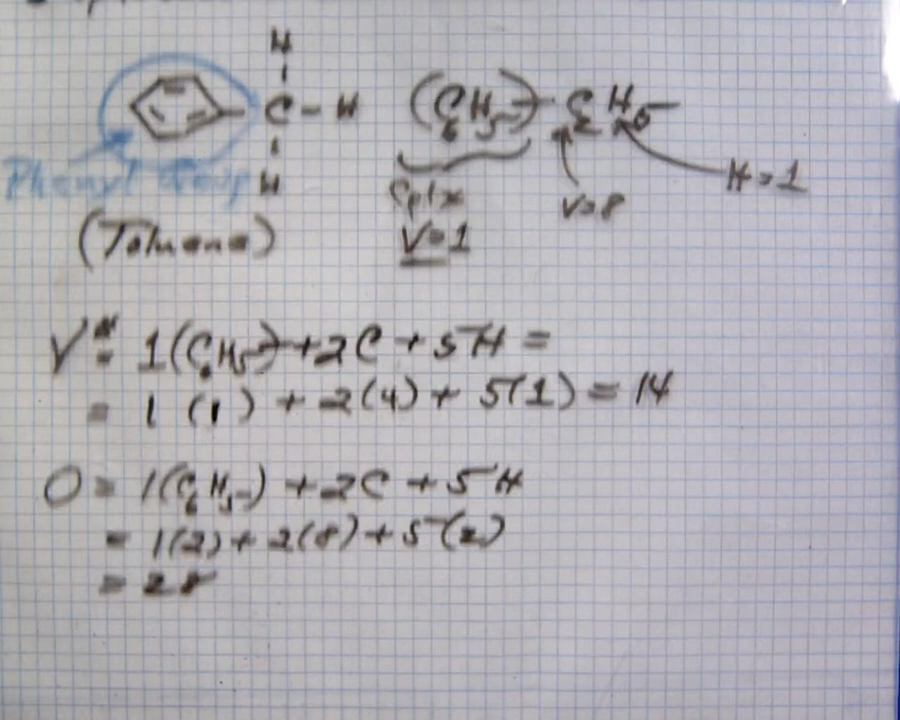 H
C - H
H
Phenyl Group
(Toluene)
(C₆H₅)-C₂H₅
Cplx
V=1
V=8
H=1
V = 1(C₆H₅)+2C+5H =
= 1(1) + 2(4) + 5(1) = 14
O = 1(C₆H₅) + 2C + 5H
= 1(2) + 2(8) + 5(2)
= 28